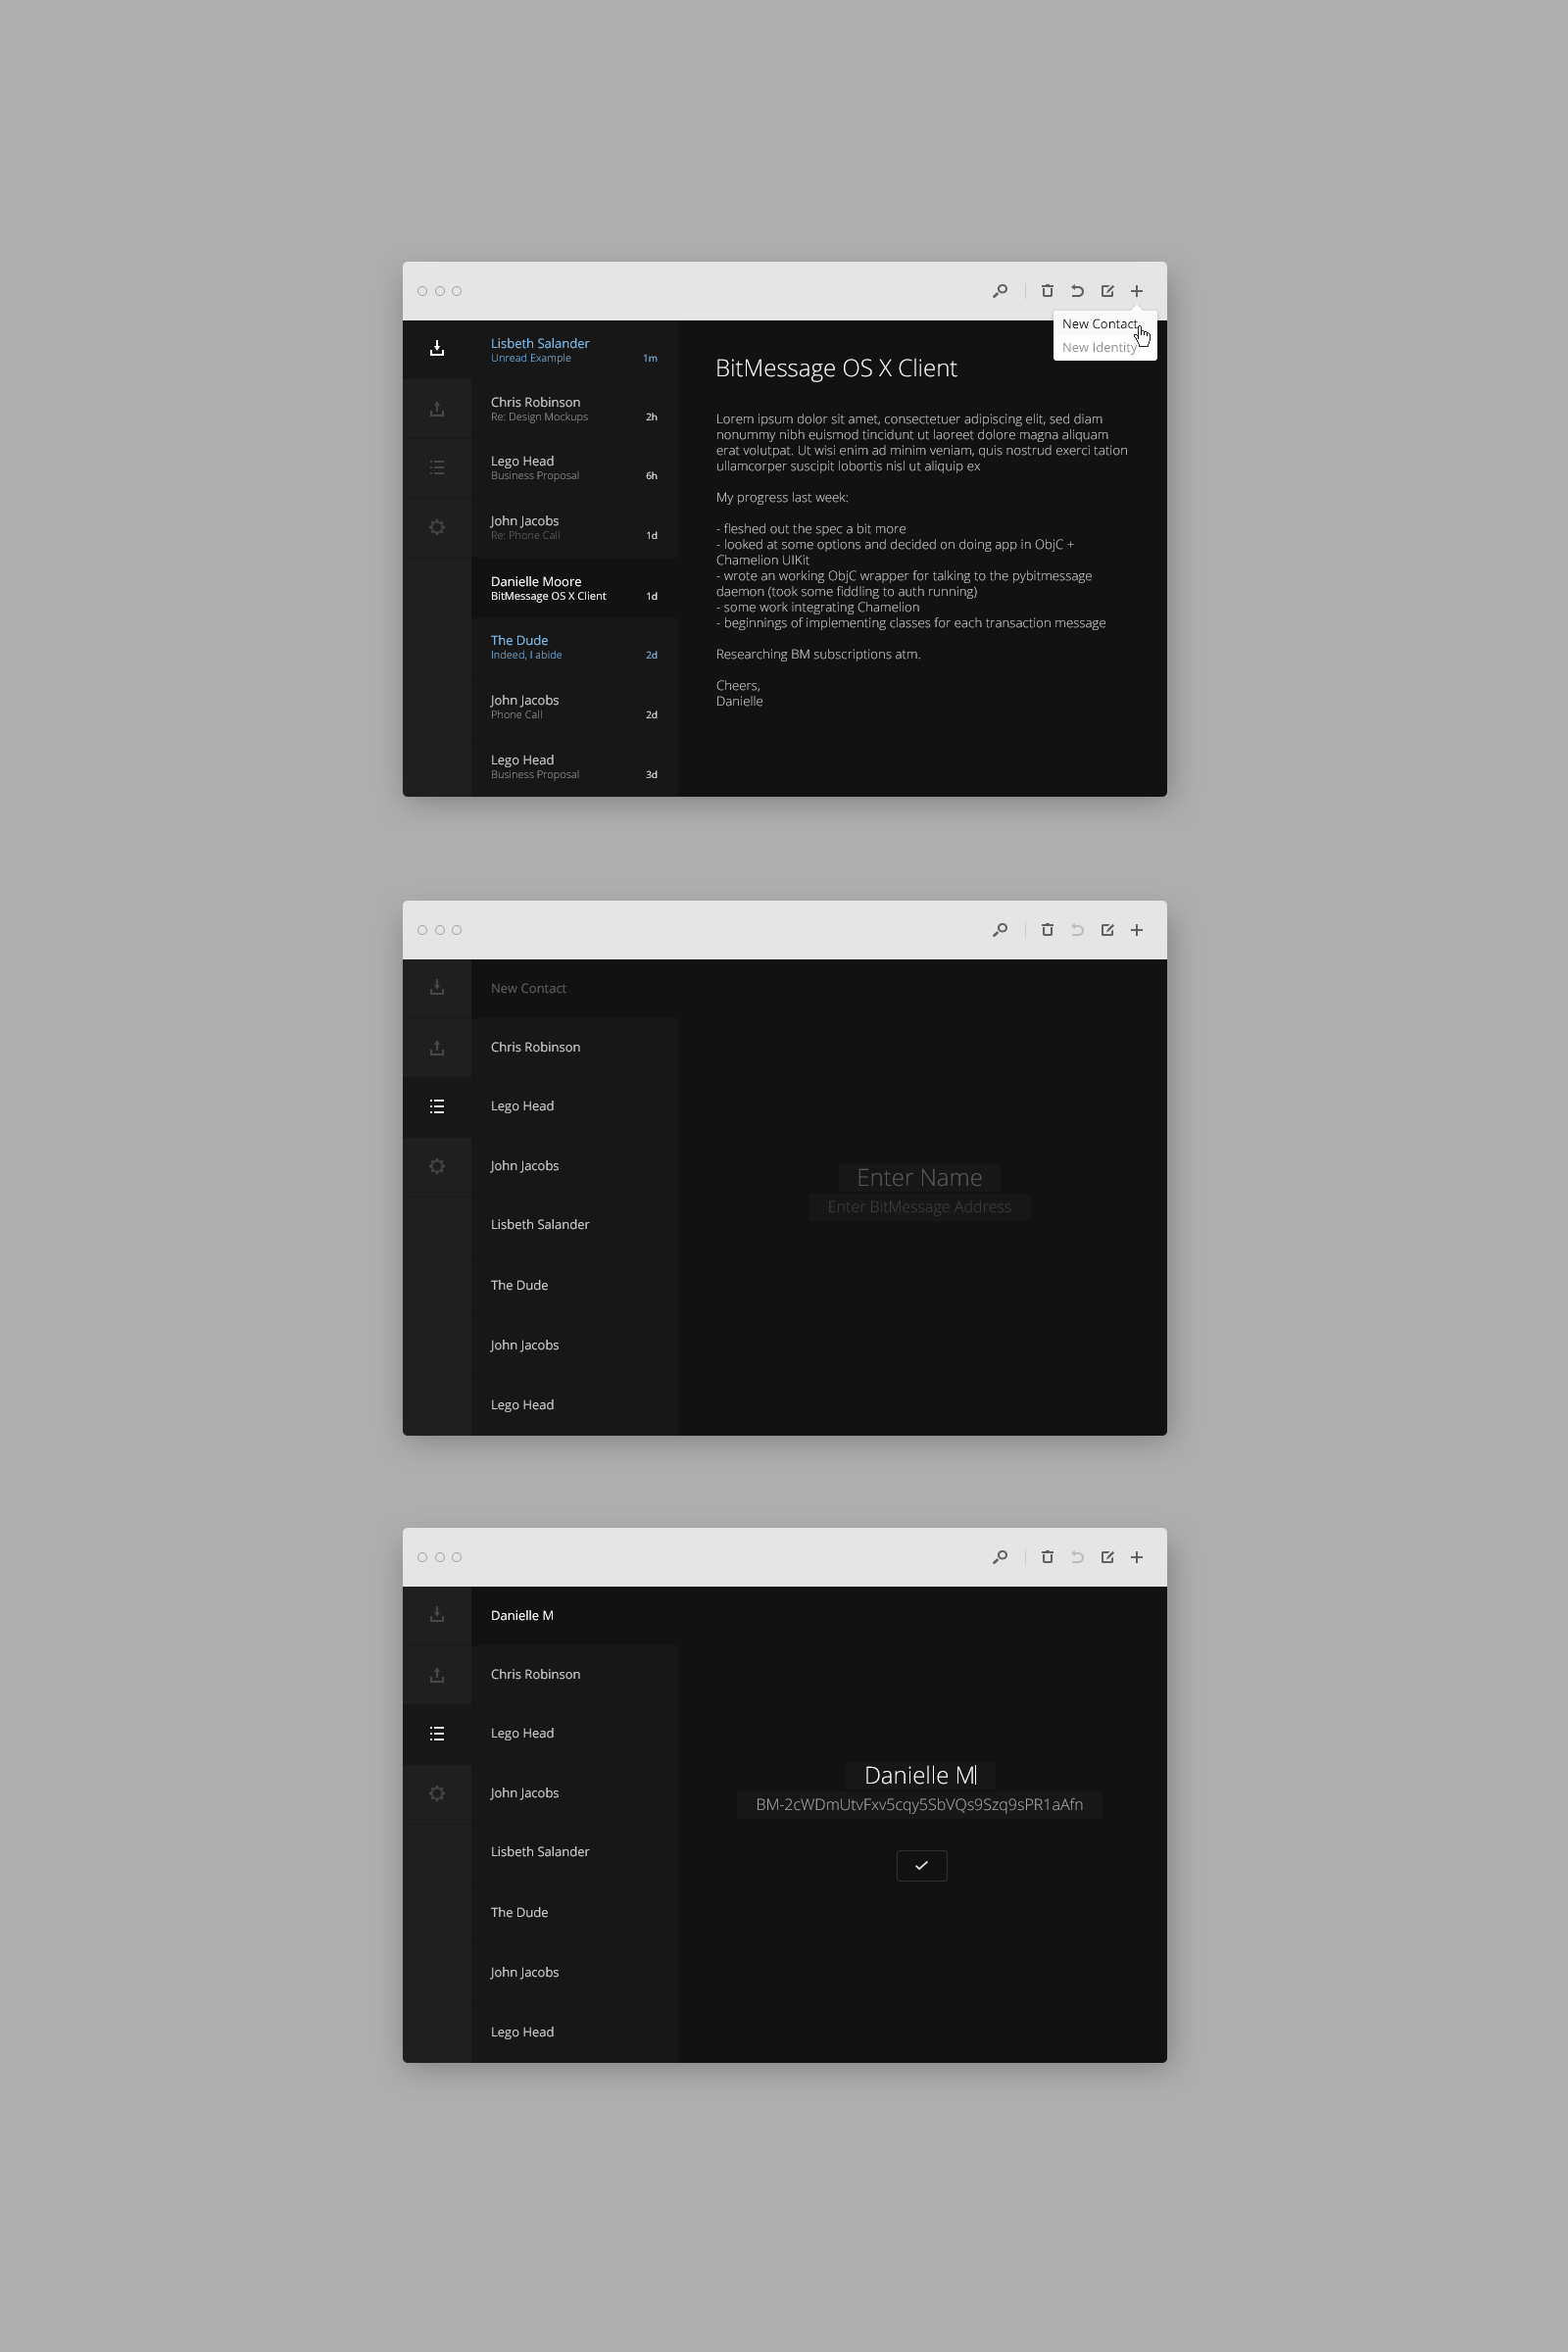 New Contact
New Identity
Lisbeth Salander
Unread Example 1m
Chris Robinson
Re: Design Mockups 2h
Lego Head
Business Proposal 6h
John Jacobs
Re: Phone Call 1d
Danielle Moore
BitMessage OS X Client 1d
The Dude
Indeed, I abide 2d
John Jacobs
Phone Call 2d
Lego Head
Business Proposal 3d
BitMessage OS X Client
Lorem ipsum dolor sit amet, consectetuer adipiscing elit, sed diam
nonummy nibh euismod tincidunt ut laoreet dolore magna aliquam
erat volutpat. Ut wisi enim ad minim veniam, quis nostrud exerci tation
ullamcorper suscipit lobortis nisl ut aliquip ex
My progress last week:
- fleshed out the spec a bit more
- looked at some options and decided on doing app in ObjC +
Chamelion UIKit
- wrote an working ObjC wrapper for talking to the pybitmessage
daemon (took some fiddling to auth running)
- some work integrating Chamelion
- beginnings of implementing classes for each transaction message
Researching BM subscriptions atm.
Cheers,
Danielle
New Contact
Chris Robinson
Lego Head
John Jacobs
Lisbeth Salander
The Dude
John Jacobs
Lego Head
Enter Name
Enter BitMessage Address
Danielle M
Chris Robinson
Lego Head
John Jacobs
Lisbeth Salander
The Dude
John Jacobs
Lego Head
Danielle M
BM-2cWDmUtvFxv5cqy5SbVQs9Szq9sPR1aAfn